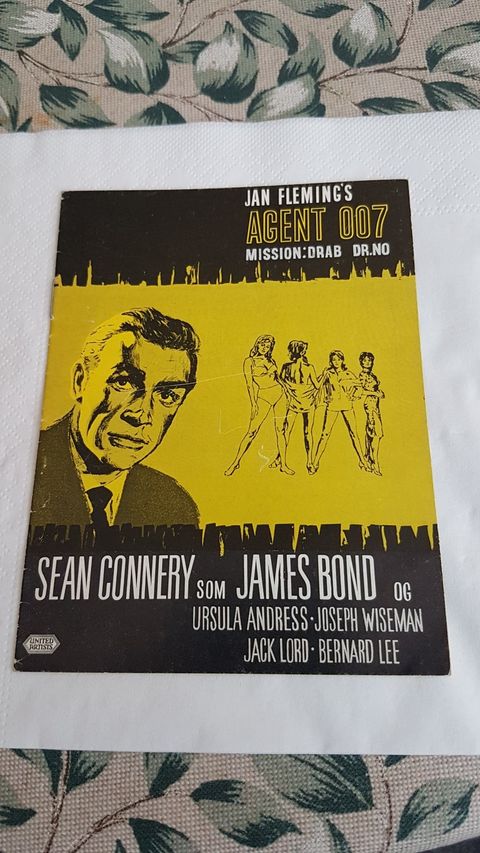 JAN FLEMING'S
AGENT 007
MISSION:DRAB DR.NO
SEAN CONNERY SOM JAMES BOND OG
URSULA ANDRESS·JOSEPH WISEMAN
JACK LORD·BERNARD LEE
UNITED
ARTISTS